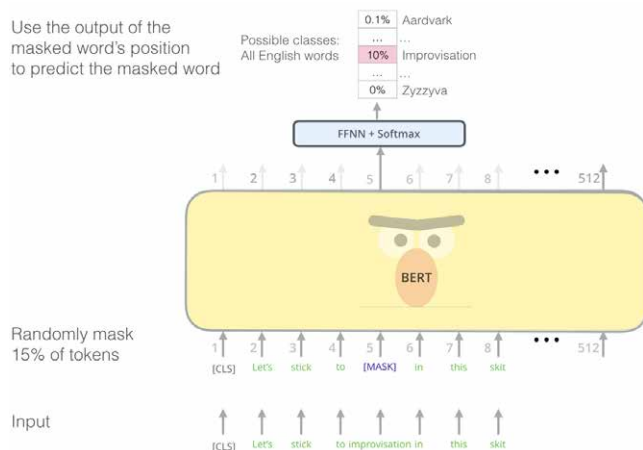 Use the output of the
masked word's position
to predict the masked word
Possible classes:
All English words
0.1% Aardvark
... ...
10% Improvisation
... ...
0% Zyzzyva
FFNN + Softmax
1 2 3 4 5 6 7 8 ••• 512
BERT
Randomly mask
15% of tokens
1 2 3 4 5 6 7 8 ••• 512
[CLS] Let's stick to [MASK] in this skit
Input
[CLS] Let's stick to improvisation in this skit